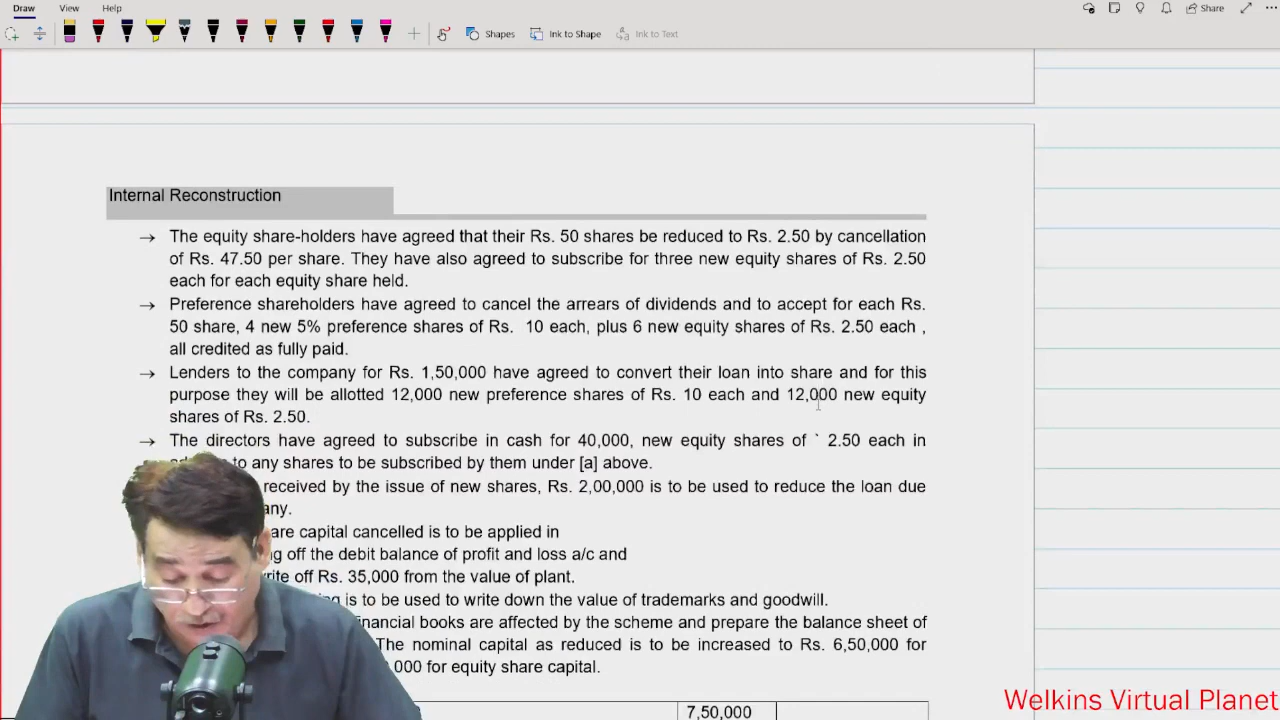 Draw View Help
Share
Shapes Ink to Shape Ink to Text
Internal Reconstruction
→ The equity share-holders have agreed that their Rs. 50 shares be reduced to Rs. 2.50 by cancellation
of Rs. 47.50 per share. They have also agreed to subscribe for three new equity shares of Rs. 2.50
each for each equity share held.
→ Preference shareholders have agreed to cancel the arrears of dividends and to accept for each Rs.
50 share, 4 new 5% preference shares of Rs. 10 each, plus 6 new equity shares of Rs. 2.50 each ,
all credited as fully paid.
→ Lenders to the company for Rs. 1,50,000 have agreed to convert their loan into share and for this
purpose they will be allotted 12,000 new preference shares of Rs. 10 each and 12,000 new equity
shares of Rs. 2.50.
→ The directors have agreed to subscribe in cash for 40,000, new equity shares of ` 2.50 each in
to any shares to be subscribed by them under [a] above.
received by the issue of new shares, Rs. 2,00,000 is to be used to reduce the loan due
capital cancelled is to be applied in
off the debit balance of profit and loss a/c and
off Rs. 35,000 from the value of plant.
is to be used to write down the value of trademarks and goodwill.
books are affected by the scheme and prepare the balance sheet of
The nominal capital as reduced is to be increased to Rs. 6,50,000 for
for equity share capital.
7,50,000
Welkins Virtual Planet